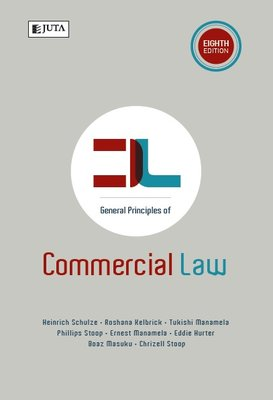 JUTA
EIGHTH
EDITION
General Principles of
Commercial Law
Heinrich Schulze • Roshana Kelbrick • Tukishi Manamela
Phillips Stoop • Ernest Manamela • Eddie Hurter
Boaz Masuku • Chrizell Stoop